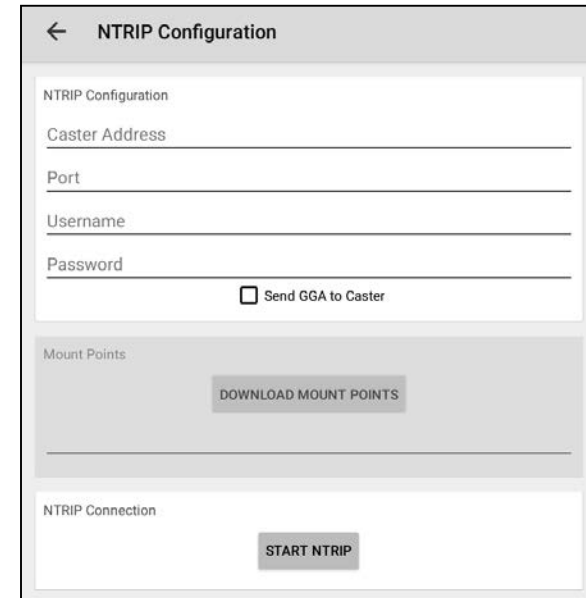 NTRIP Configuration
NTRIP Configuration
Caster Address
Port
Username
Password
Send GGA to Caster
Mount Points
DOWNLOAD MOUNT POINTS
NTRIP Connection
START NTRIP